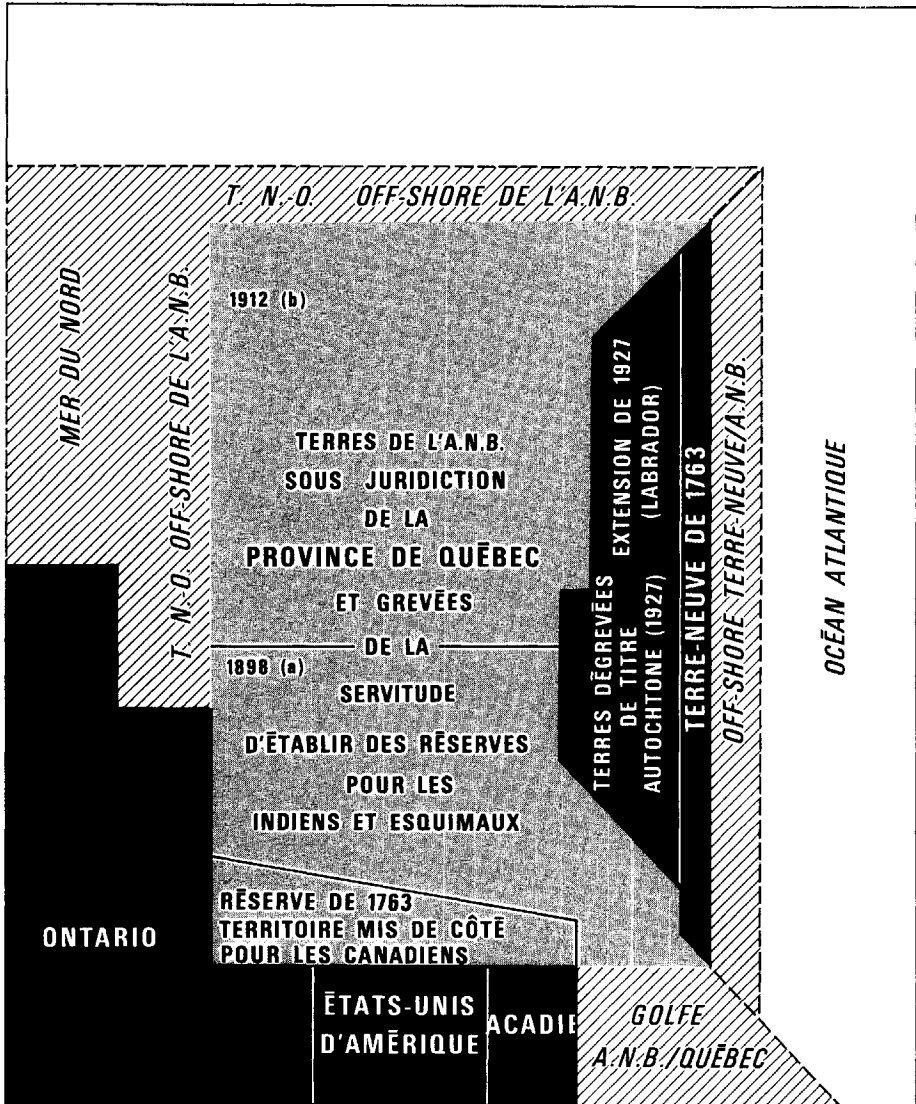 T. N.-O. OFF-SHORE DE L'A.N.B.
MER DU NORD
T. N.-O. OFF-SHORE DE L'A.N.B.
1912 (b)
TERRES DE L'A.N.B.
SOUS JURIDICTION
DE LA
PROVINCE DE QUÉBEC
ET GREVÉES
DE LA
1898 (a)
SERVITUDE
D'ÉTABLIR DES RÉSERVES
POUR LES
INDIENS ET ESQUIMAUX
TERRES DÉGREVÉES
DE TITRE
AUTOCHTONE (1927)
EXTENSION DE 1927
(LABRADOR)
TERRE-NEUVE DE 1763
OFF-SHORE TERRE-NEUVE/A.N.B.
OCÉAN ATLANTIQUE
RÉSERVE DE 1763
TERRITOIRE MIS DE CÔTÉ
POUR LES CANADIENS
ONTARIO
ÉTATS-UNIS
D'AMÉRIQUE
ACADIE
GOLFE
A.N.B./QUÉBEC